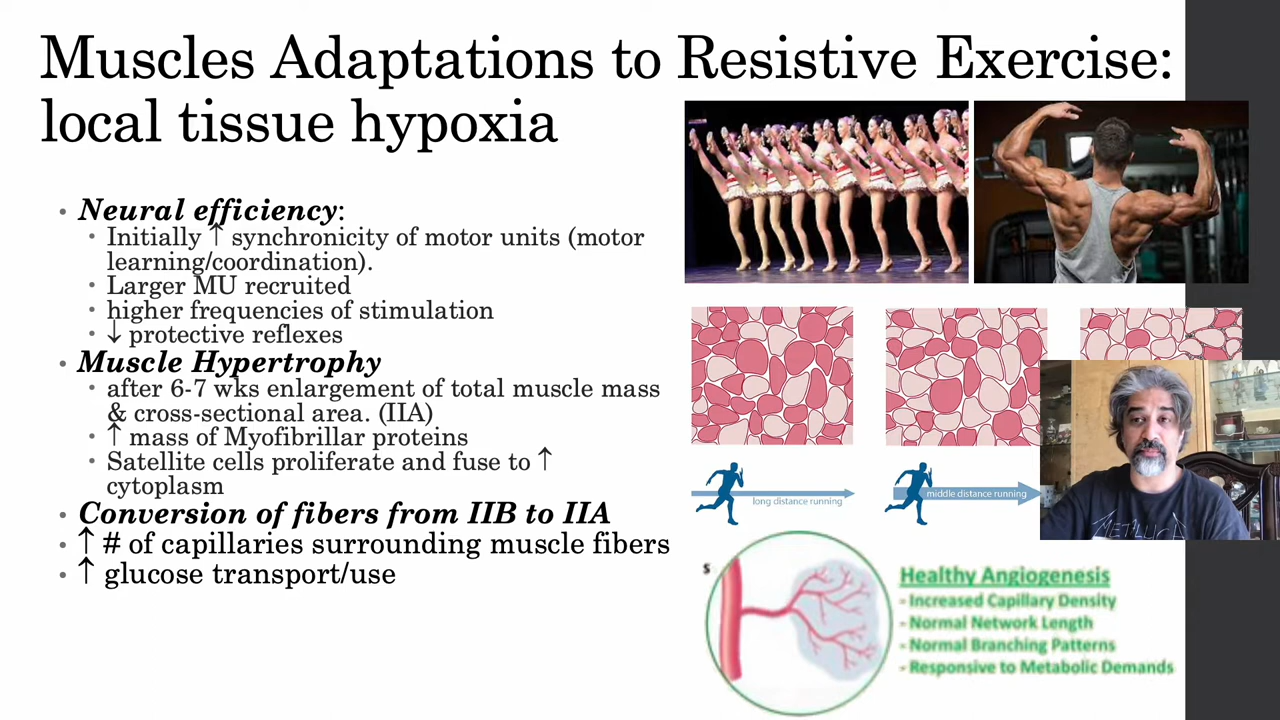 Muscles Adaptations to Resistive Exercise:
local tissue hypoxia
• Neural efficiency:
• Initially ↑ synchronicity of motor units (motor
learning/coordination).
• Larger MU recruited
• higher frequencies of stimulation
• ↓ protective reflexes
• Muscle Hypertrophy
• after 6-7 wks enlargement of total muscle mass
& cross-sectional area. (IIA)
• ↑ mass of Myofibrillar proteins
• Satellite cells proliferate and fuse to ↑
cytoplasm
• Conversion of fibers from IIB to IIA
• ↑ # of capillaries surrounding muscle fibers
• ↑ glucose transport/use
long distance running
middle distance running
s
Healthy Angiogenesis
- Increased Capillary Density
- Normal Network Length
- Normal Branching Patterns
- Responsive to Metabolic Demands